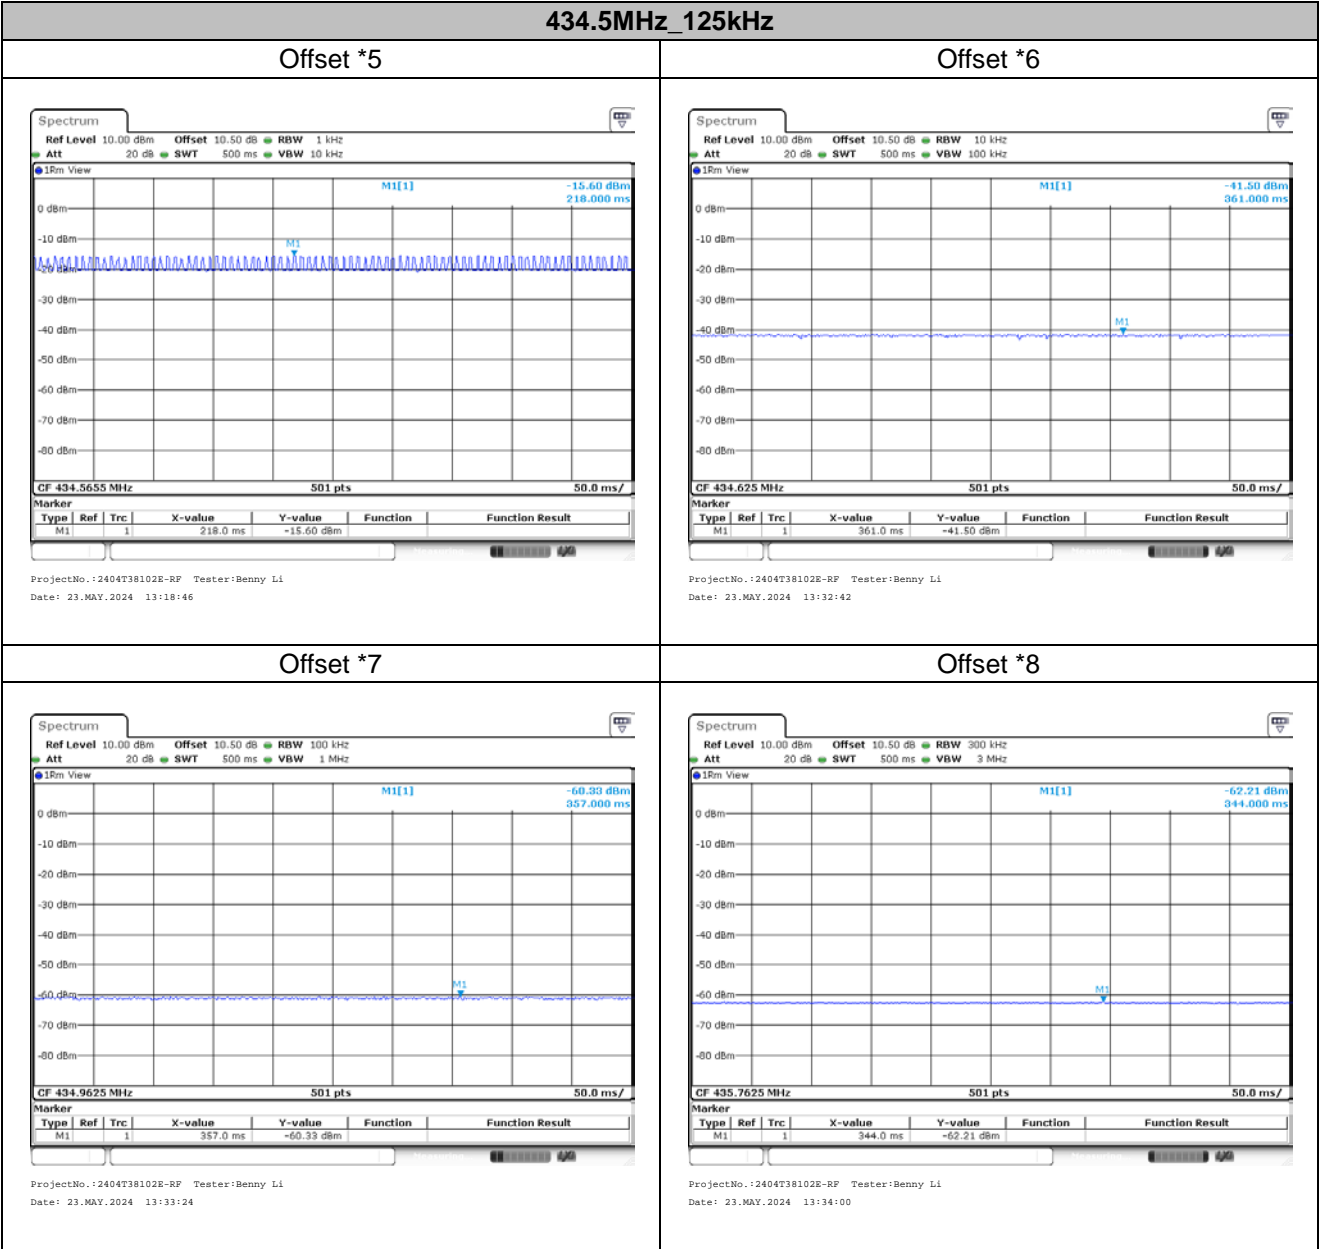 434.5MHz_125kHz
Offset *5
Offset *6
Spectrum
Ref Level 10.00 dBm Offset 10.50 dB RBW 1 kHz
Att 20 dB SWT 500 ms VBW 10 kHz
1Rm View
M1[1] -15.60 dBm
218.000 ms
0 dBm
-10 dBm
M1
-20 dBm
-30 dBm
-40 dBm
-50 dBm
-60 dBm
-70 dBm
-80 dBm
CF 434.5655 MHz 501 pts 50.0 ms/
Marker
Type Ref Trc X-value Y-value Function Function Result
M1 1 218.0 ms -15.60 dBm
ProjectNo.:2404T38102E-RF Tester:Benny Li
Date: 23.MAY.2024 13:18:46
Spectrum
Ref Level 10.00 dBm Offset 10.50 dB RBW 10 kHz
Att 20 dB SWT 500 ms VBW 100 kHz
1Rm View
M1[1] -41.50 dBm
361.000 ms
0 dBm
-10 dBm
-20 dBm
-30 dBm
M1
-40 dBm
-50 dBm
-60 dBm
-70 dBm
-80 dBm
CF 434.625 MHz 501 pts 50.0 ms/
Marker
Type Ref Trc X-value Y-value Function Function Result
M1 1 361.0 ms -41.50 dBm
ProjectNo.:2404T38102E-RF Tester:Benny Li
Date: 23.MAY.2024 13:32:42
Offset *7
Offset *8
Spectrum
Ref Level 10.00 dBm Offset 10.50 dB RBW 100 kHz
Att 20 dB SWT 500 ms VBW 1 MHz
1Rm View
M1[1] -60.33 dBm
357.000 ms
0 dBm
-10 dBm
-20 dBm
-30 dBm
-40 dBm
-50 dBm
M1
-60 dBm
-70 dBm
-80 dBm
CF 434.9625 MHz 501 pts 50.0 ms/
Marker
Type Ref Trc X-value Y-value Function Function Result
M1 1 357.0 ms -60.33 dBm
ProjectNo.:2404T38102E-RF Tester:Benny Li
Date: 23.MAY.2024 13:33:24
Spectrum
Ref Level 10.00 dBm Offset 10.50 dB RBW 300 kHz
Att 20 dB SWT 500 ms VBW 3 MHz
1Rm View
M1[1] -62.21 dBm
344.000 ms
0 dBm
-10 dBm
-20 dBm
-30 dBm
-40 dBm
-50 dBm
M1
-60 dBm
-70 dBm
-80 dBm
CF 435.7625 MHz 501 pts 50.0 ms/
Marker
Type Ref Trc X-value Y-value Function Function Result
M1 1 344.0 ms -62.21 dBm
ProjectNo.:2404T38102E-RF Tester:Benny Li
Date: 23.MAY.2024 13:34:00